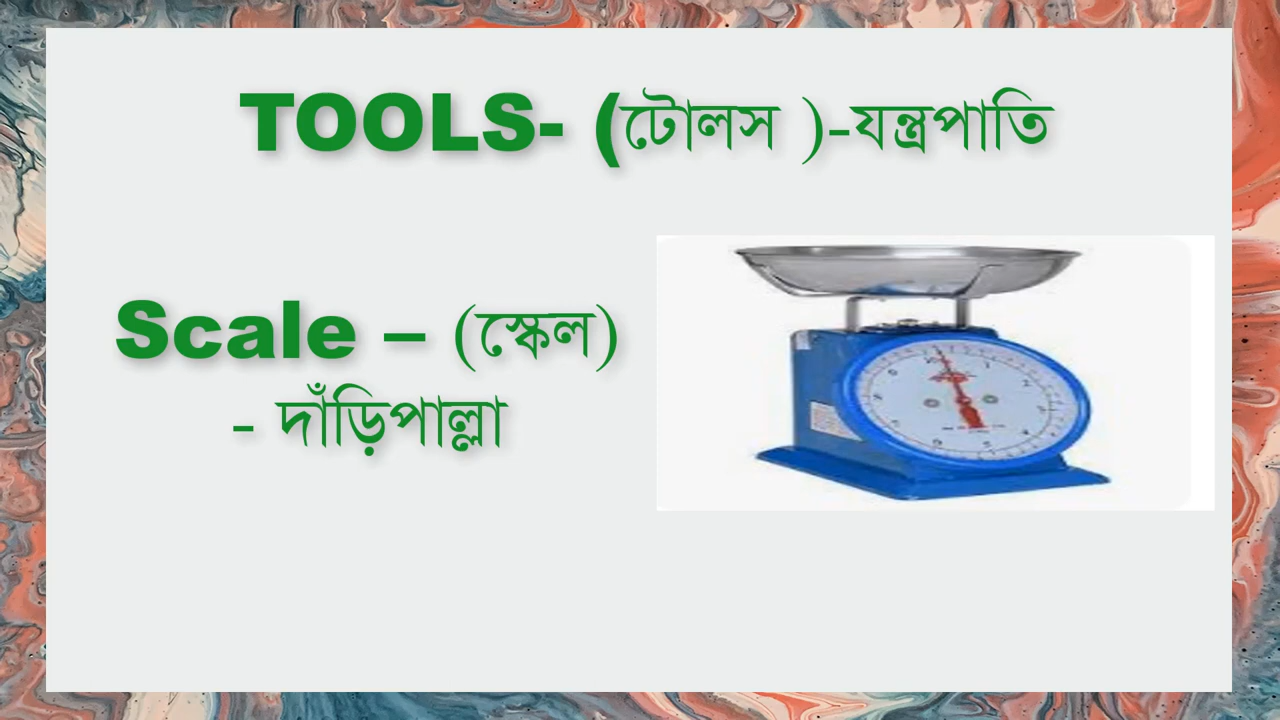 TOOLS- (টোলস )-যন্ত্রপাতি
Scale – (স্কেল)
- দাঁড়িপাল্লা